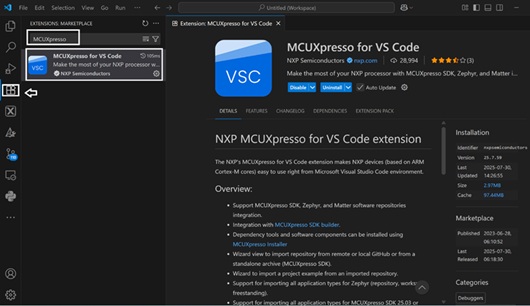 Untitled (Workspace)
EXTENSIONS: MARKETPLACE
MCUXpresso
MCUXpresso for VS Code
105ms
Make the most of your NXP processor w...
NXP Semiconductors
Extension: MCUXpresso for VS Code
VSC
MCUXpresso for VS Code
NXP Semiconductors
nxp.com
28,994
(3)
Make the most of your NXP processor with MCUXpresso SDK, Zephyr, and Matter i...
Disable
Uninstall
Auto Update
DETAILS
FEATURES
CHANGELOG
DEPENDENCIES
EXTENSION PACK
NXP MCUXpresso for VS Code extension
The NXP's MCUXpresso for VS Code extension makes NXP devices (based on ARM
Cortex-M cores) easy to use right from Microsoft Visual Studio Code environment.
Overview:
Support MCUXpresso SDK, Zephyr, and Matter software repositories
integration.
Integration with MCUXpresso SDK builder.
Dependency tools and software components can be installed using
MCUXpresso Installer
Wizard view to import repository from remote or local GitHub or from a
standalone archive (MCUXpresso SDK).
Wizard to import a project example from an imported repository.
Support for importing all application types for Zephyr (repository, workspace,
freestanding).
Support for importing all application types for MCUXpresso SDK 25.03 or
Installation
Identifier
nxpsemiconductors
Version
25.7.50
Last
Updated
2025-07-30,
14:26:55
Size
2.97MB
Cache
97.44MB
Marketplace
Published
2023-06-28,
06:10:52
Last
Released
2025-07-30,
06:18:30
Categories
Debuggers